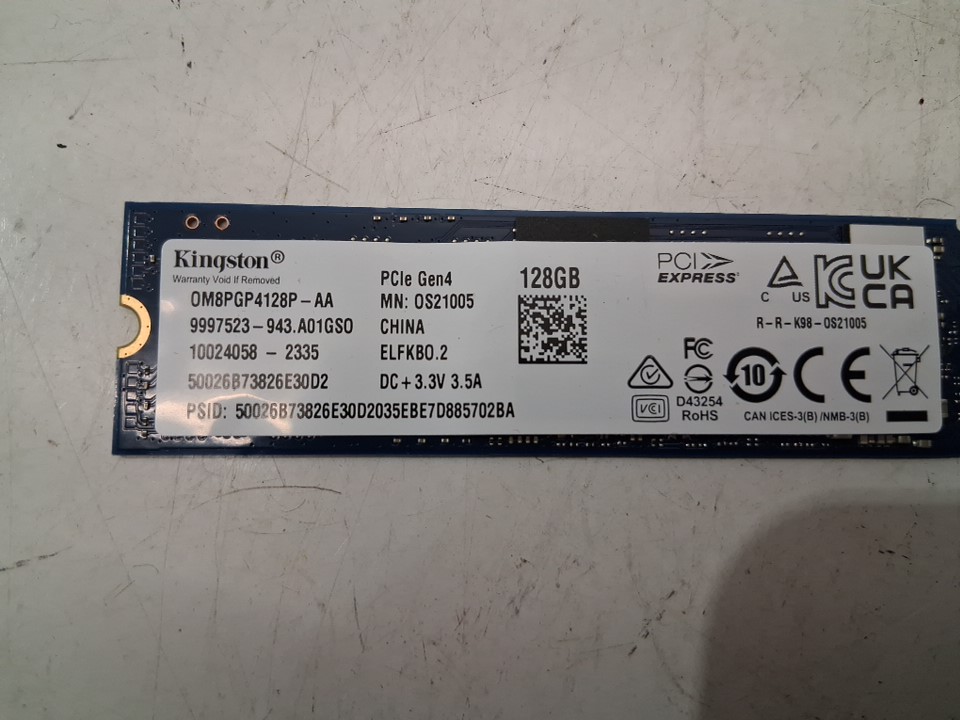 Kingston®
Warranty Void If Removed
OM8PGP4128P-AA
9997523-943.A01GSO
10024058 - 2335
50026B73826E30D2
PSID: 50026B73826E30D2035EBE7D885702BA
PCIe Gen4
MN: OS21005
CHINA
ELFKBO.2
DC+3.3V 3.5A
128GB
PCI
EXPRESS®
C US
UK
CA
R-R-K98-OS21005
FC
VCI
D43254
RoHS
10
CE
CAN ICES-3(B)/NMB-3(B)